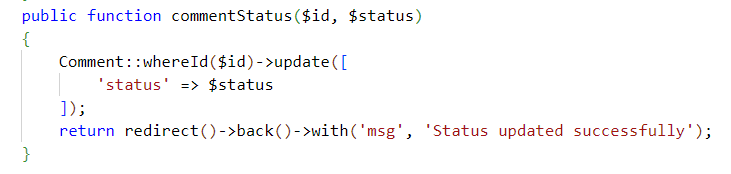 public function commentStatus($id, $status)
{
    Comment::whereId($id)->update([
        'status' => $status
    ]);
    return redirect()->back()->with('msg', 'Status updated successfully');
}